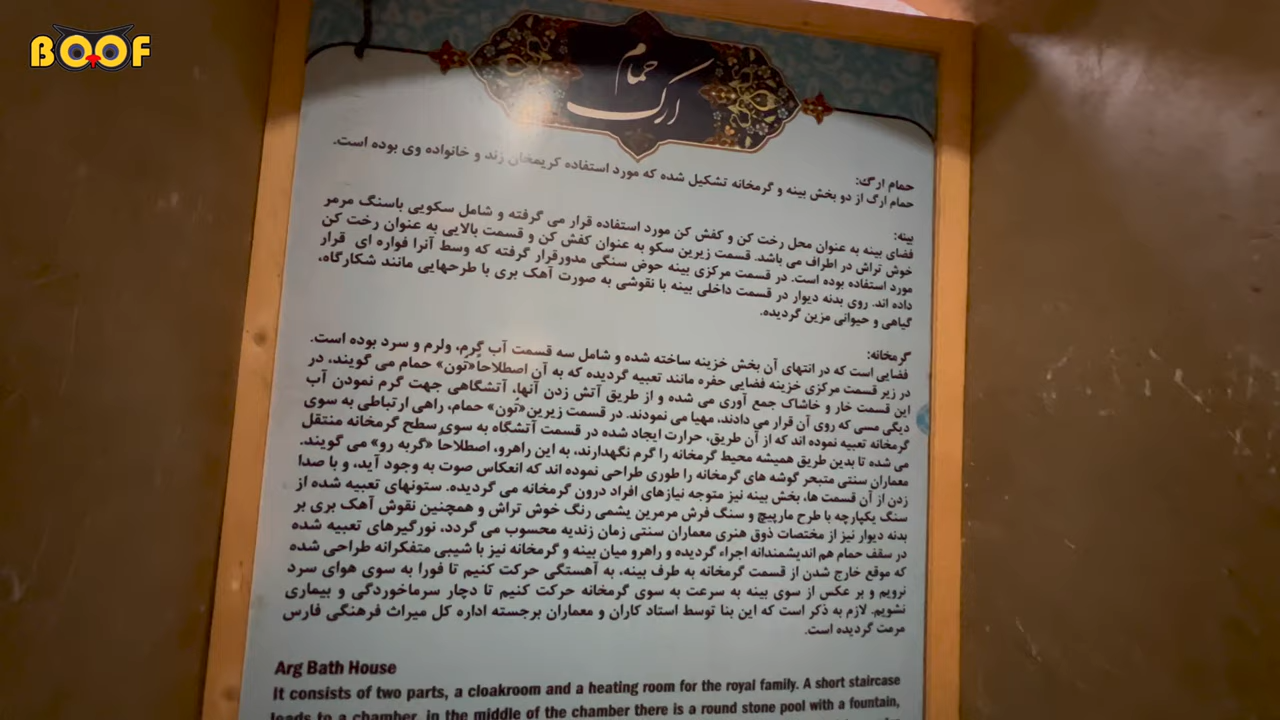 BOOF
حمام
ارک
حمام ارگ:
حمام ارگ از دو بخش بینه و گرمخانه تشکیل شده که مورد استفاده کریمخان زند و خانواده وی بوده است.
بینه:
فضای بینه به عنوان محل رخت کن و کفش کن مورد استفاده قرار می گرفته و شامل سکویی باسنگ مرمر
خوش تراش در اطراف می باشد. قسمت زیرین سکو به عنوان کفش کن و قسمت بالایی به عنوان رخت کن
مورد استفاده بوده است. در قسمت مرکزی بینه حوض سنگی مدورقرار گرفته که وسط آنرا فواره ای قرار
داده اند. روی بدنه دیوار در قسمت داخلی بینه با نقوشی به صورت آهک بری با طرحهایی مانند شکارگاه،
گیاهی و حیوانی مزین گردیده.
گرمخانه:
فضایی است که در انتهای آن بخش خزینه ساخته شده و شامل سه قسمت آب گرم، ولرم و سرد بوده است.
در زیر قسمت مرکزی خزینه فضایی حفره مانند تعبیه گردیده که به آن اصطلاحاً«تون» حمام می گویند، در
این قسمت خار و خاشاک جمع آوری می شده و از طریق آتش زدن آنها، آتشگاهی جهت گرم نمودن آب
دیگی مسی که روی آن قرار می دادند، مهیا می نمودند. در قسمت زیرین«تون» حمام، راهی ارتباطی به سوی
گرمخانه تعبیه نموده اند که از آن طریق، حرارت ایجاد شده در قسمت آتشگاه به سوی سطح گرمخانه منتقل
می شده تا بدین طریق همیشه محیط گرمخانه را گرم نگهدارند، به این راهرو، اصطلاحاً «گربه رو» می گویند.
معماران سنتی متبحر گوشه های گرمخانه را طوری طراحی نموده اند که انعکاس صوت به وجود آید، و با صدا
زدن از آن قسمت ها، بخش بینه نیز متوجه نیازهای افراد درون گرمخانه می گردیده. ستونهای تعبیه شده از
سنگ یکپارچه با طرح مارپیچ و سنگ فرش مرمرین یشمی رنگ خوش تراش و همچنین نقوش آهک بری بر
بدنه دیوار نیز از مختصات ذوق هنری معماران سنتی زمان زندیه محسوب می گردد، نورگیرهای تعبیه شده
در سقف حمام هم اندیشمندانه اجراء گردیده و راهرو میان بینه و گرمخانه نیز با شیبی متفکرانه طراحی شده
که موقع خارج شدن از قسمت گرمخانه به طرف بینه، به آهستگی حرکت کنیم تا فورا به سوی هوای سرد
نرویم و بر عکس از سوی بینه به سرعت به سوی گرمخانه حرکت کنیم تا دچار سرماخوردگی و بیماری
نشویم. لازم به ذکر است که این بنا توسط استاد کاران و معماران برجسته اداره کل میراث فرهنگی فارس
مرمت گردیده است.
Arg Bath House
It consists of two parts, a cloakroom and a heating room for the royal family. A short staircase
leads to a chamber, in the middle of the chamber there is a round stone pool with a fountain,